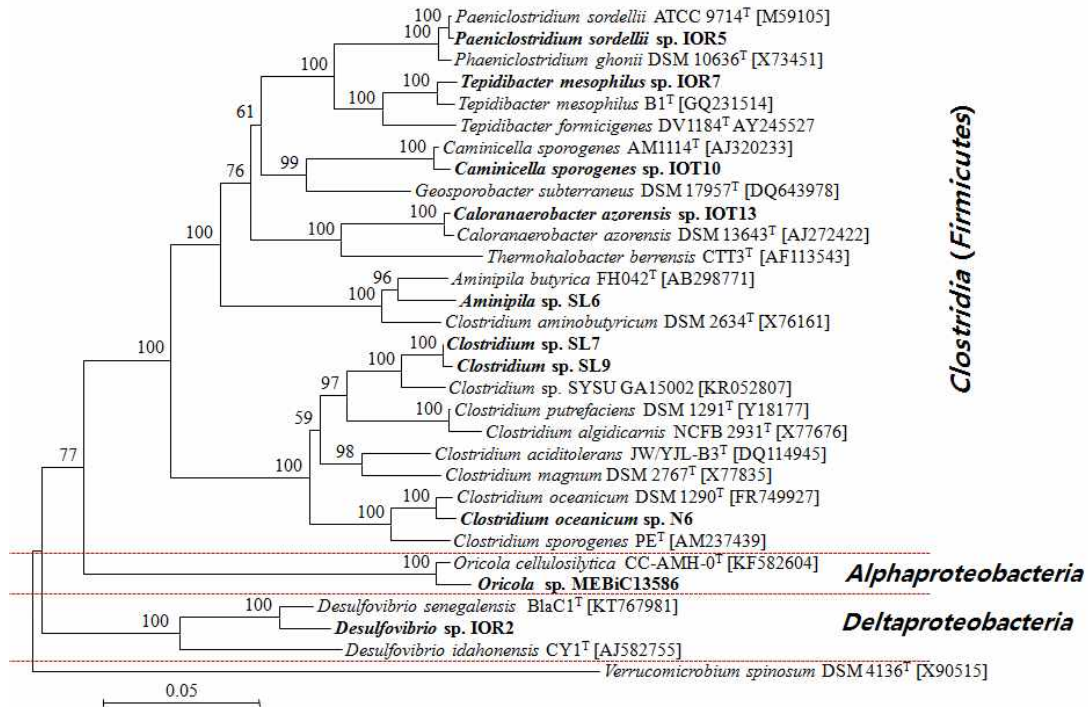 Paeniclostridium sordellii ATCC 9714ᵀ [M59105]
Paeniclostridium sordellii sp. IOR5
Phaeniclostridium ghonii DSM 10636ᵀ [X73451]
Tepidibacter mesophilus sp. IOR7
Tepidibacter mesophilus B1ᵀ [GQ231514]
Tepidibacter formicigenes DV1184ᵀ AY245527
Caminicella sporogenes AM1114ᵀ [AJ320233]
Caminicella sporogenes sp. IOT10
Geosporobacter subterraneus DSM 17957ᵀ [DQ643978]
Caloranaerobacter azorensis sp. IOT13
Caloranaerobacter azorensis DSM 13643ᵀ [AJ272422]
Thermohalobacter berrensis CTT3ᵀ [AF113543]
Aminipila butyrica FH042ᵀ [AB298771]
Aminipila sp. SL6
Clostridium aminobutyricum DSM 2634ᵀ [X76161]
Clostridium sp. SL7
Clostridium sp. SL9
Clostridium sp. SYSU GA15002 [KR052807]
Clostridium putrefaciens DSM 1291ᵀ [Y18177]
Clostridium algidicarnis NCFB 2931ᵀ [X77676]
Clostridium aciditolerans JW/YJL-B3ᵀ [DQ114945]
Clostridium magnum DSM 2767ᵀ [X77835]
Clostridium oceanicum DSM 1290ᵀ [FR749927]
Clostridium oceanicum sp. N6
Clostridium sporogenes PEᵀ [AM237439]
Oricola cellulosilytica CC-AMH-0ᵀ [KF582604]
Oricola sp. MEBiC13586
Desulfovibrio senegalensis BlaC1ᵀ [KT767981]
Desulfovibrio sp. IOR2
Desulfovibrio idahonensis CY1ᵀ [AJ582755]
Verrucomicrobium spinosum DSM 4136ᵀ [X90515]
100
100
100
100
100
61
100
99
76
100
100
100
96
100
100
100
97
100
59
98
100
100
100
77
100
100
100
0.05
Clostridia (Firmicutes)
Alphaproteobacteria
Deltaproteobacteria